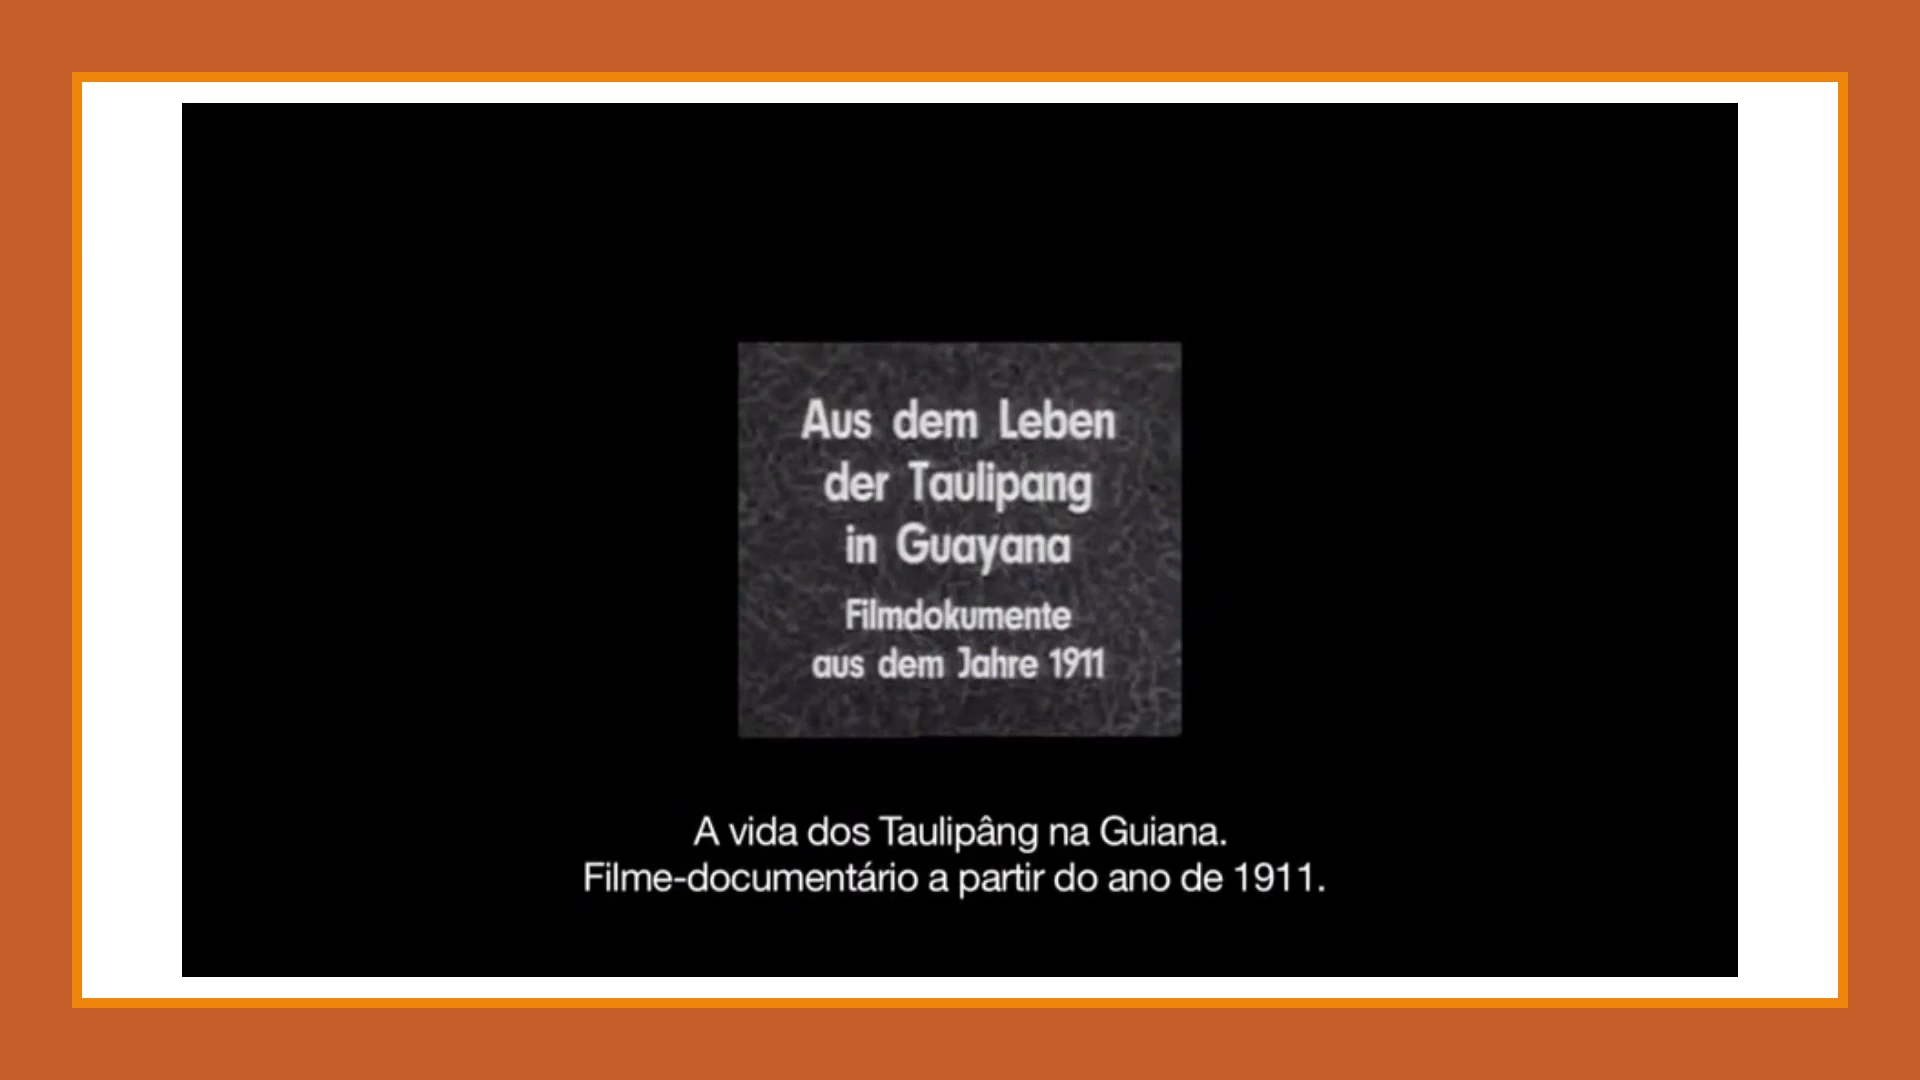 Aus dem Leben
der Taulipang
in Guayana
Filmdokumente
aus dem Jahre 1911
A vida dos Taulipâng na Guiana.
Filme-documentário a partir do ano de 1911.